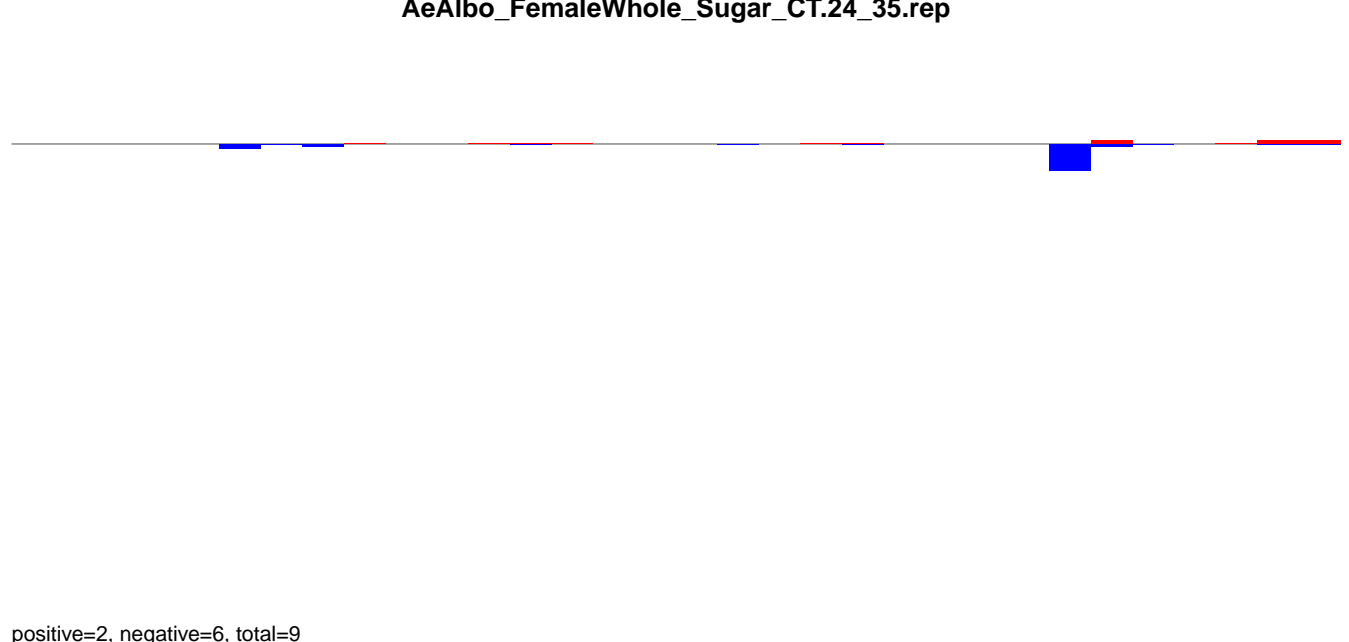 AeAlbo_FemaleWhole_Sugar_CT.24_35.rep
positive=2, negative=6, total=9